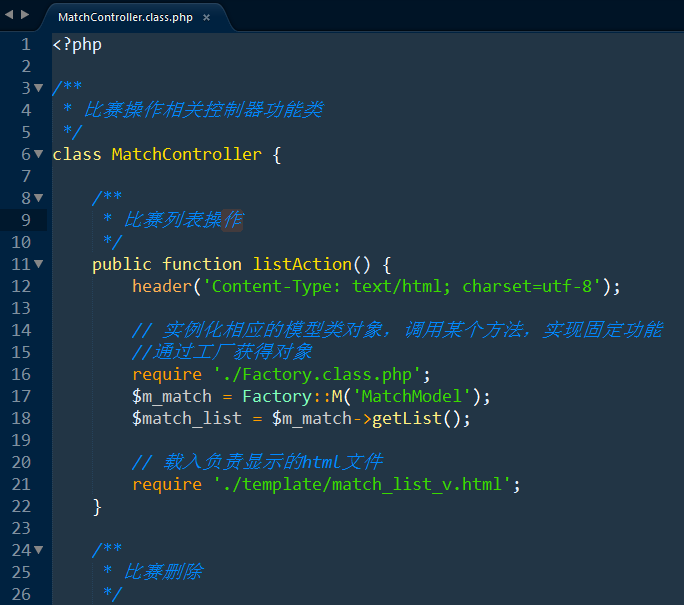 MatchController.class.php ×
1 <?php
2
3 /**
4  * 比赛操作相关控制器功能类
5  */
6 class MatchController {
7
8     /**
9      * 比赛列表操作
10      */
11     public function listAction() {
12         header('Content-Type: text/html; charset=utf-8');
13
14         // 实例化相应的模型类对象，调用某个方法，实现固定功能
15         //通过工厂获得对象
16         require './Factory.class.php';
17         $m_match = Factory::M('MatchModel');
18         $match_list = $m_match->getList();
19
20         // 载入负责显示的html文件
21         require './template/match_list_v.html';
22     }
23
24     /**
25      * 比赛删除
26      */